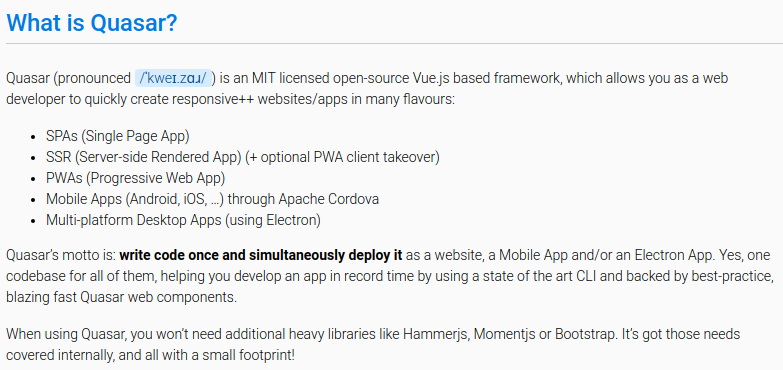 What is Quasar?
Quasar (pronounced /ˈkweɪ.zɑɹ/ ) is an MIT licensed open-source Vue.js based framework, which allows you as a web
developer to quickly create responsive++ websites/apps in many flavours:
• SPAs (Single Page App)
• SSR (Server-side Rendered App) (+ optional PWA client takeover)
• PWAs (Progressive Web App)
• Mobile Apps (Android, iOS, …) through Apache Cordova
• Multi-platform Desktop Apps (using Electron)
Quasar’s motto is: write code once and simultaneously deploy it as a website, a Mobile App and/or an Electron App. Yes, one
codebase for all of them, helping you develop an app in record time by using a state of the art CLI and backed by best-practice,
blazing fast Quasar web components.
When using Quasar, you won’t need additional heavy libraries like Hammerjs, Momentjs or Bootstrap. It’s got those needs
covered internally, and all with a small footprint!